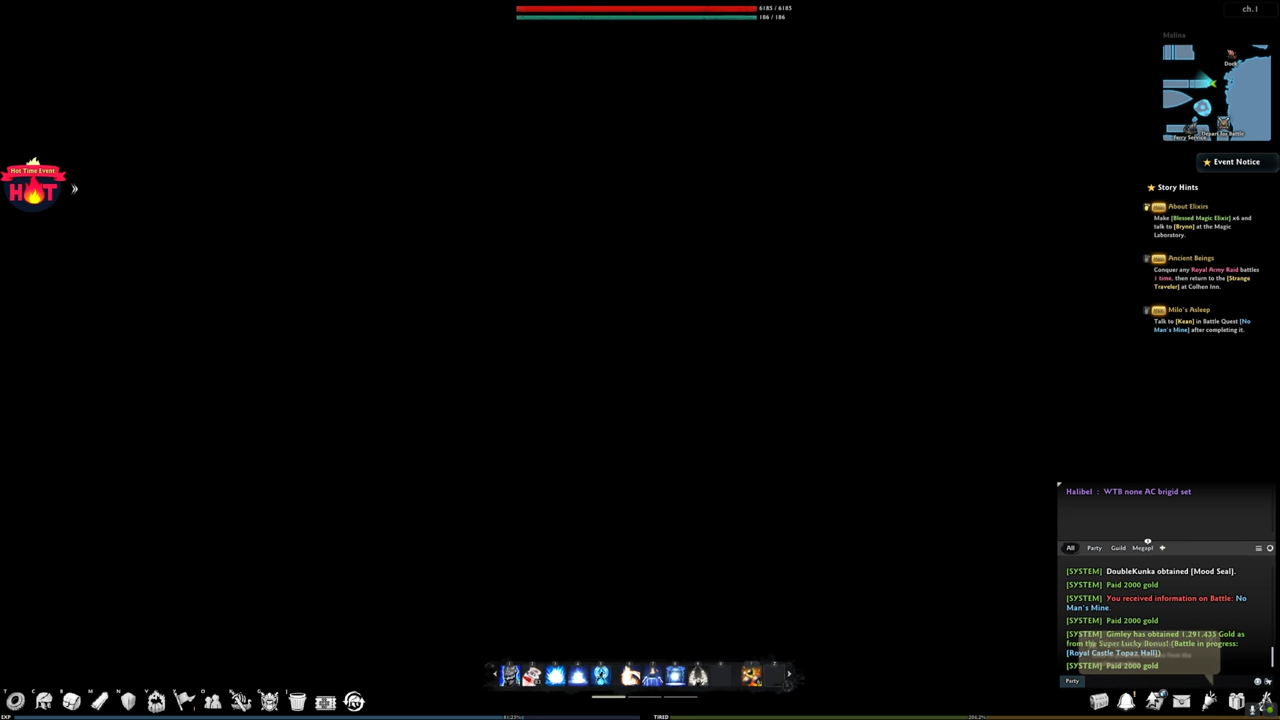 6185 / 6185
186 / 186
ch.1
Malina
Dock
Ferry Service
Depart for Battle
Hot Time Event
HOT
Event Notice
Story Hints
About Elixirs
Make [Blessed Magic Elixir] x6 and
talk to [Brynn] at the Magic
Laboratory.
Ancient Beings
Conquer any Royal Army Raid battles
1 time, then return to the [Strange
Traveler] at Colhen Inn.
Milo's Asleep
Talk to [Kean] in Battle Quest [No
Man's Mine] after completing it.
Halibel : WTB none AC brigid set
All Party Guild Megaph
[SYSTEM] DoubleKunka obtained [Mood Seal].
[SYSTEM] Paid 2000 gold
[SYSTEM] You received information on Battle: No
Man's Mine.
[SYSTEM] Paid 2000 gold
[SYSTEM] Gimley has obtained 1,291,435 Gold as
from the Super Lucky Bonus! (Battle in progress:
[Royal Castle Topaz Hall])
[SYSTEM] Paid 2000 gold
Party
EXP
81.25%
TIRED